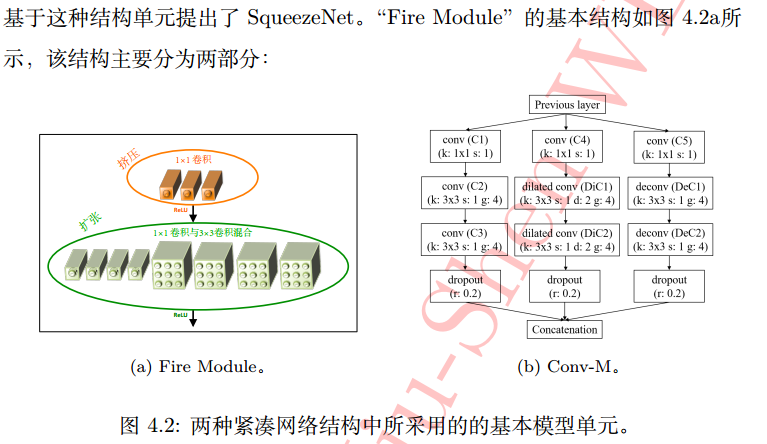 基于这种结构单元提出了 SqueezeNet。“Fire Module” 的基本结构如图 4.2a所
示，该结构主要分为两部分：
挤压
1×1 卷积
ReLU
扩张
1×1 卷积与3×3卷积混合
ReLU
(a) Fire Module。
Previous layer
conv (C1)
(k: 1x1 s: 1)
conv (C4)
(k: 1x1 s: 1)
conv (C5)
(k: 1x1 s: 1)
conv (C2)
(k: 3x3 s: 1 g: 4)
dilated conv (DiC1)
(k: 3x3 s: 1 d: 2 g: 4)
deconv (DeC1)
(k: 3x3 s: 1 g: 4)
conv (C3)
(k: 3x3 s: 1 g: 4)
dilated conv (DiC2)
(k: 3x3 s: 1 d: 2 g: 4)
deconv (DeC2)
(k: 3x3 s: 1 g: 4)
dropout
(r: 0.2)
dropout
(r: 0.2)
dropout
(r: 0.2)
Concatenation
(b) Conv-M。
图 4.2: 两种紧凑网络结构中所采用的的基本模型单元。
iu-Shen W